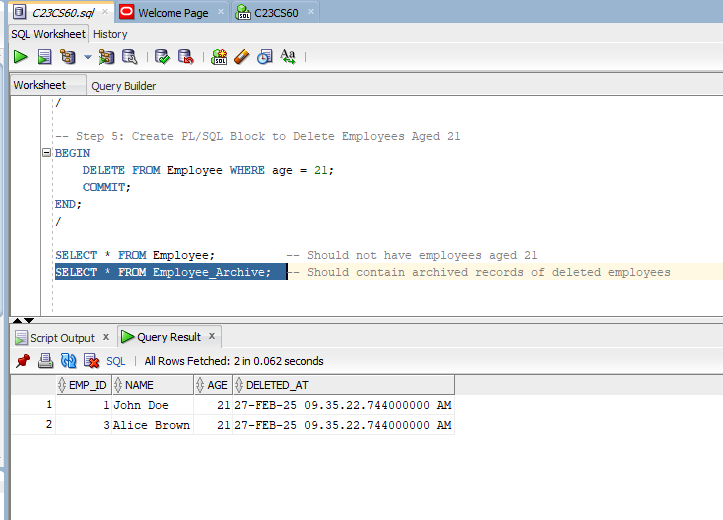 C23CS60.sql
Welcome Page
C23CS60
SQL Worksheet History
Worksheet
Query Builder
/
-- Step 5: Create PL/SQL Block to Delete Employees Aged 21
BEGIN
DELETE FROM Employee WHERE age = 21;
COMMIT;
END;
/
SELECT * FROM Employee; -- Should not have employees aged 21
SELECT * FROM Employee_Archive; -- Should contain archived records of deleted employees
Script Output x Query Result x
SQL | All Rows Fetched: 2 in 0.062 seconds
EMP_ID NAME AGE DELETED_AT
1 1 John Doe 21 27-FEB-25 09.35.22.744000000 AM
2 3 Alice Brown 21 27-FEB-25 09.35.22.744000000 AM